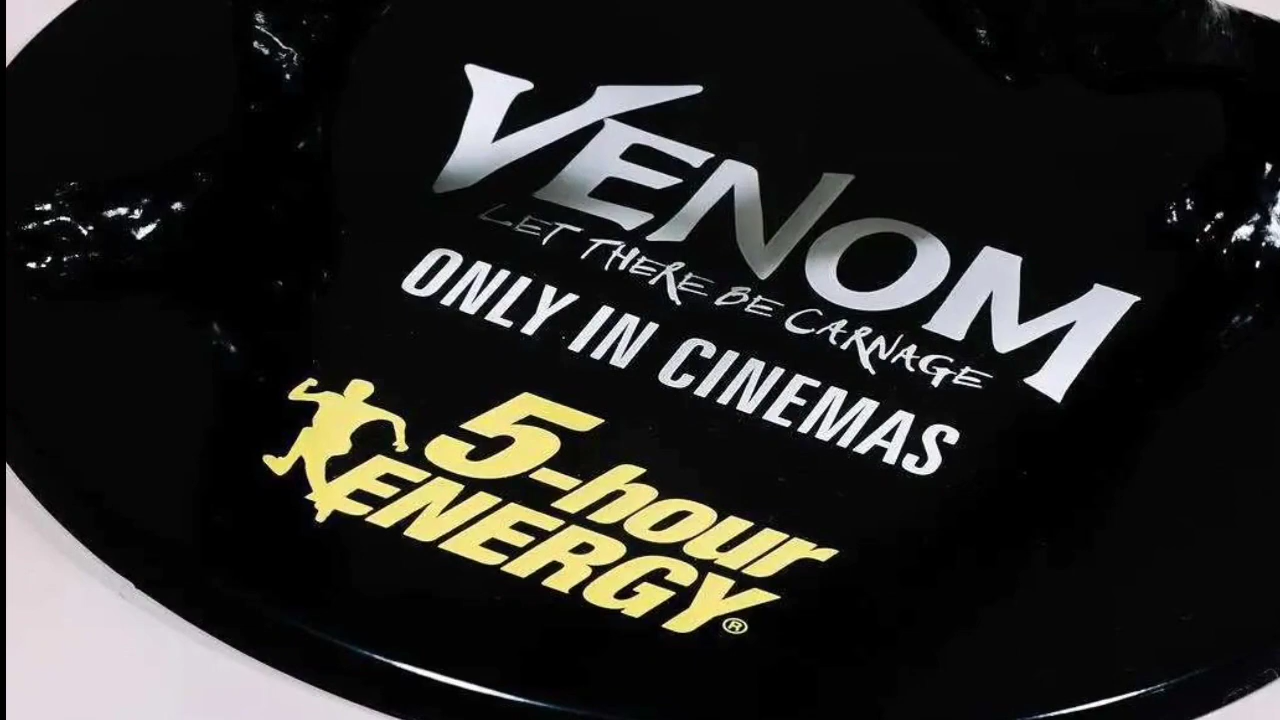 VENOM
LET THERE BE CARNAGE
ONLY IN CINEMAS
5-hour
ENERGY®